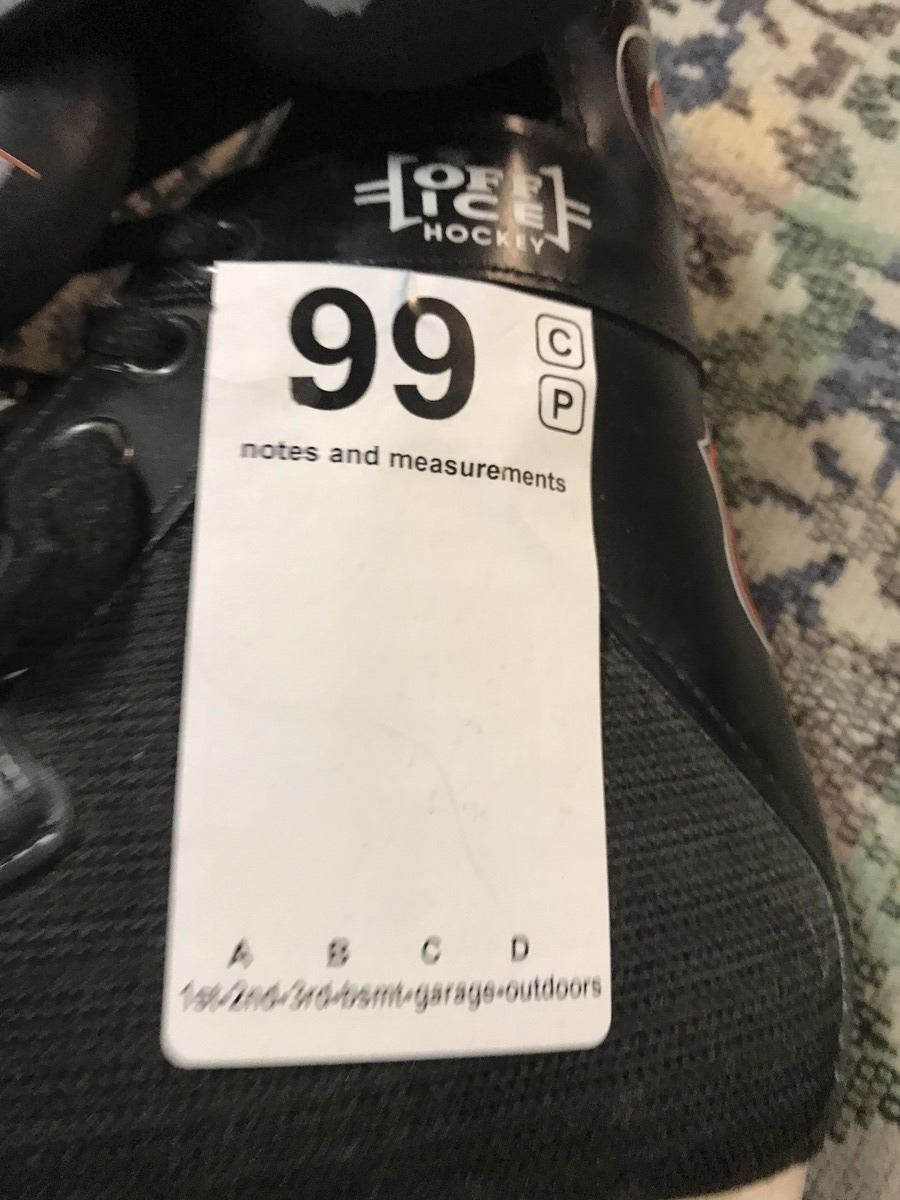 OFF
ICE
HOCKEY
99
C
P
notes and measurements
A B C D
1st-2nd-3rd-bsmt-garage-outdoors